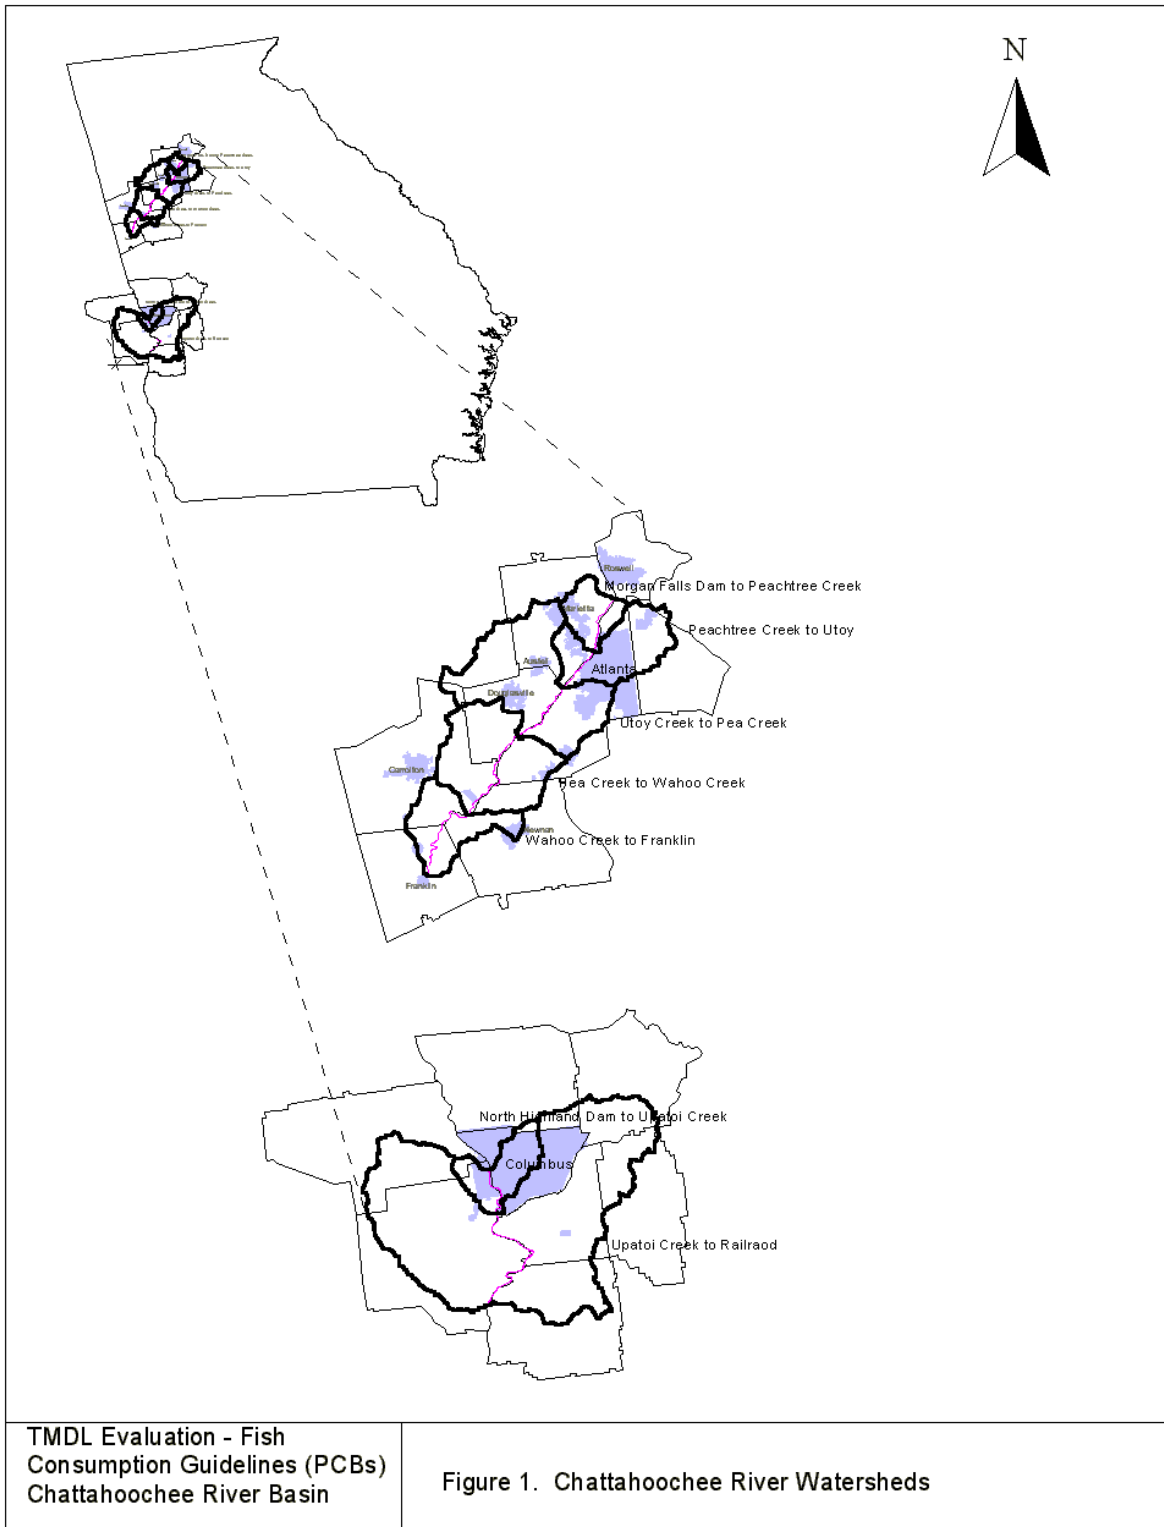 N
Roswell
Morgan Falls Dam to Peachtree Creek
Marietta
Peachtree Creek to Utoy
Austell
Atlanta
Douglasville
Utoy Creek to Pea Creek
Carrollton
Pea Creek to Wahoo Creek
Newnan
Wahoo Creek to Franklin
Franklin
North Highland Dam to Upatoi Creek
Columbus
Upatoi Creek to Railraod
TMDL Evaluation - Fish
Consumption Guidelines (PCBs)
Chattahoochee River Basin
Figure 1. Chattahoochee River Watersheds